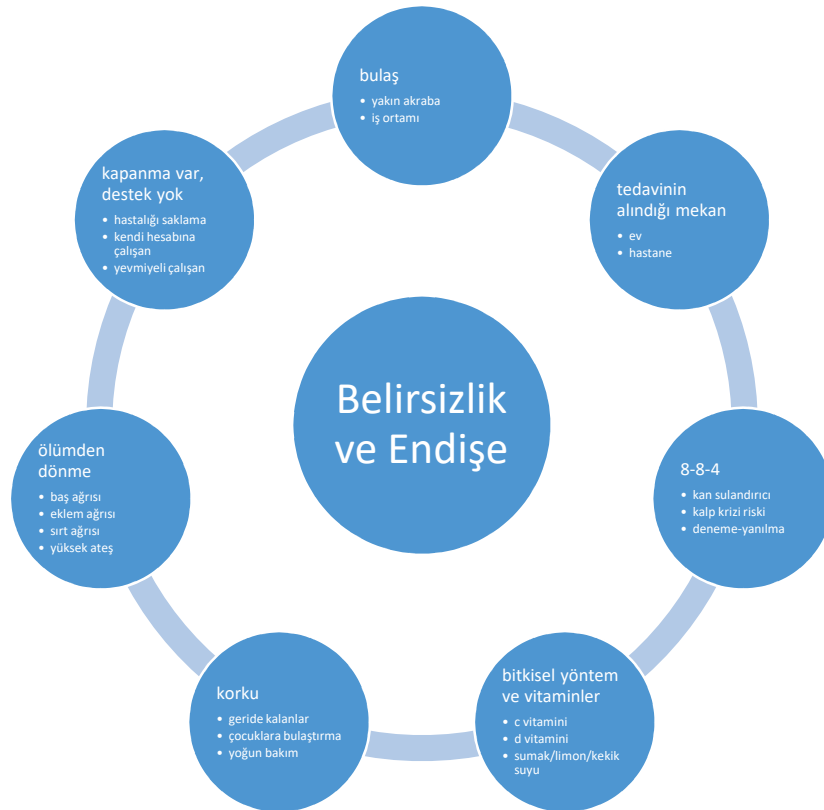 bulaş
• yakın akraba
• iş ortamı
tedavinin
alındığı mekan
• ev
• hastane
8-8-4
• kan sulandırıcı
• kalp krizi riski
• deneme-yanılma
bitkisel yöntem
ve vitaminler
• c vitamini
• d vitamini
• sumak/limon/kekik
suyu
korku
• geride kalanlar
• çocuklara bulaştırma
• yoğun bakım
ölümden
dönme
• baş ağrısı
• eklem ağrısı
• sırt ağrısı
• yüksek ateş
kapanma var,
destek yok
• hastalığı saklama
• kendi hesabına
çalışan
• yevmiyeli çalışan
Belirsizlik
ve Endişe